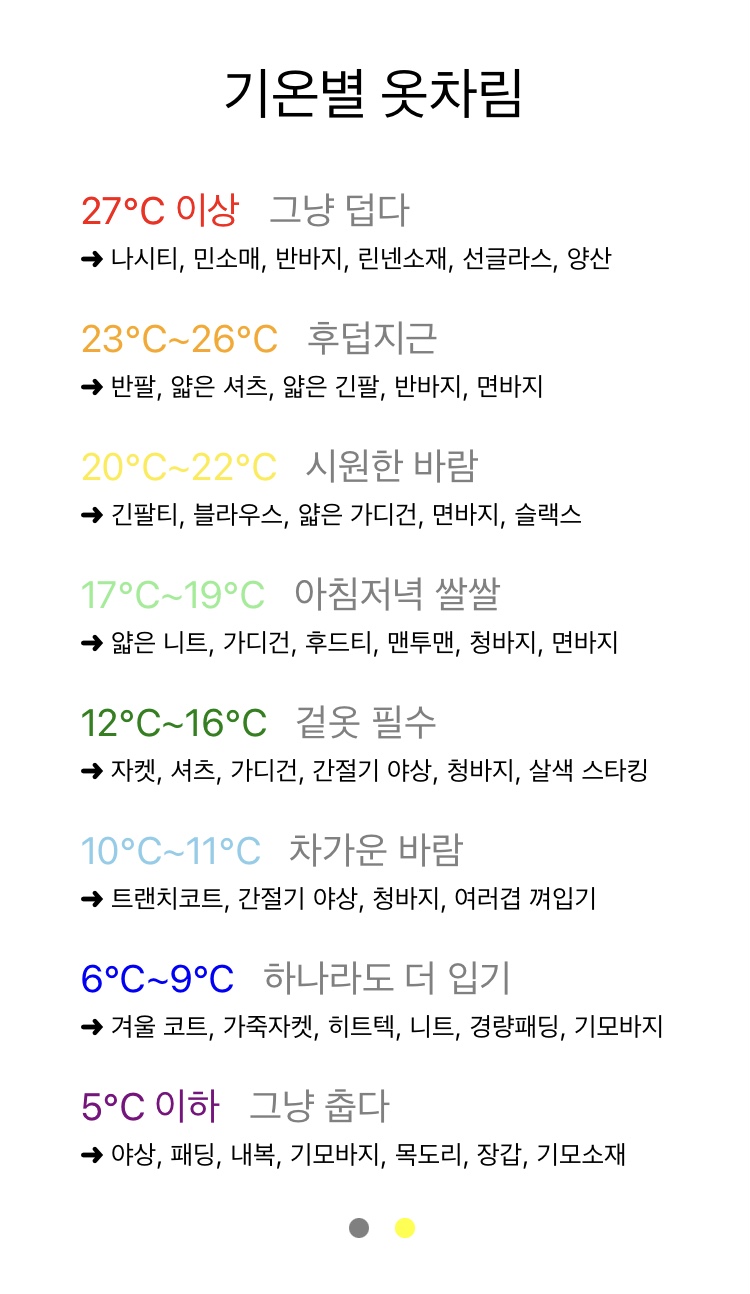 기온별 옷차림
27°C 이상 그냥 덥다
➜ 나시티, 민소매, 반바지, 린넨소재, 선글라스, 양산
23°C~26°C 후덥지근
➜ 반팔, 얇은 셔츠, 얇은 긴팔, 반바지, 면바지
20°C~22°C 시원한 바람
➜ 긴팔티, 블라우스, 얇은 가디건, 면바지, 슬랙스
17°C~19°C 아침저녁 쌀쌀
➜ 얇은 니트, 가디건, 후드티, 맨투맨, 청바지, 면바지
12°C~16°C 겉옷 필수
➜ 자켓, 셔츠, 가디건, 간절기 야상, 청바지, 살색 스타킹
10°C~11°C 차가운 바람
➜ 트랜치코트, 간절기 야상, 청바지, 여러겹 껴입기
6°C~9°C 하나라도 더 입기
➜ 겨울 코트, 가죽자켓, 히트텍, 니트, 경량패딩, 기모바지
5°C 이하 그냥 춥다
➜ 야상, 패딩, 내복, 기모바지, 목도리, 장갑, 기모소재